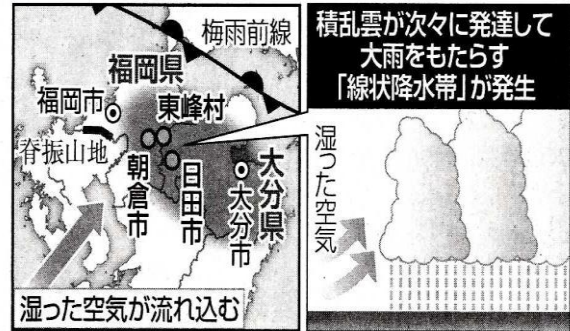 梅雨前線
福岡県
福岡市
東峰村
脊振山地
朝倉市
日田市
大分県
大分市
湿った空気が流れ込む
積乱雲が次々に発達して
大雨をもたらす
「線状降水帯」が発生
湿った空気